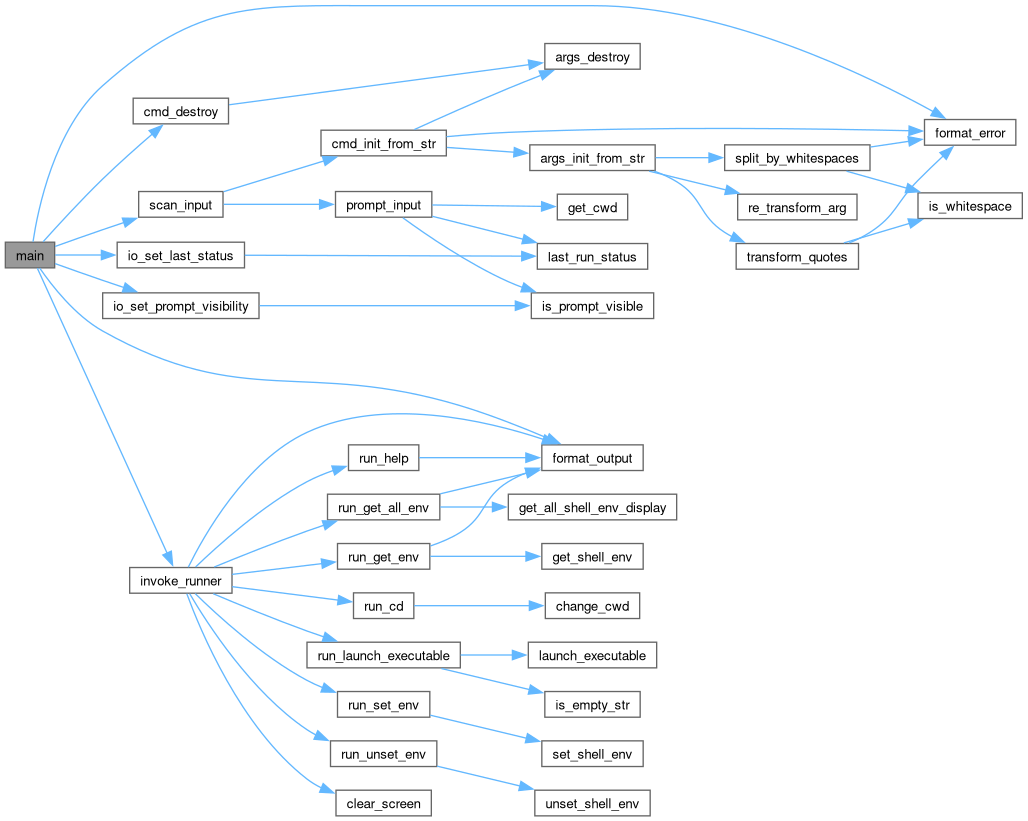 main
cmd_destroy
args_destroy
scan_input
cmd_init_from_str
format_error
args_init_from_str
split_by_whitespaces
is_whitespace
re_transform_arg
transform_quotes
prompt_input
get_cwd
last_run_status
is_prompt_visible
io_set_last_status
io_set_prompt_visibility
invoke_runner
format_output
run_help
run_get_all_env
get_all_shell_env_display
run_get_env
get_shell_env
run_cd
change_cwd
run_launch_executable
launch_executable
is_empty_str
run_set_env
set_shell_env
run_unset_env
unset_shell_env
clear_screen